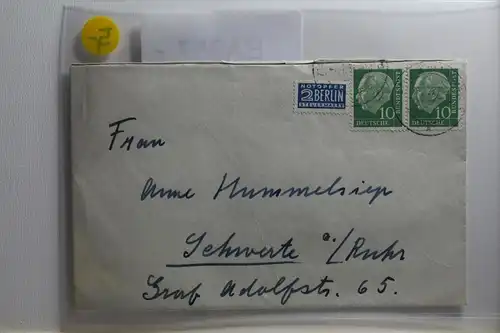 NOTOPFER
2 BERLIN
STEUERMARKE
10 DEUTSCHE BUNDESPOST
10 DEUTSCHE BUNDESPOST
Frau
Anne Hummelsiep
Schwerte a/Ruhr
Graf Adolfstr. 65.